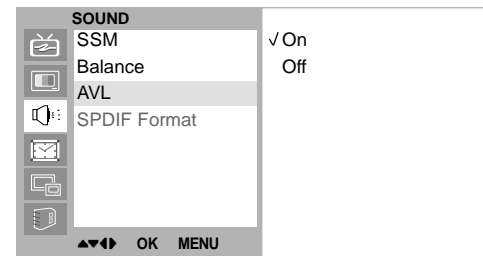 SOUND
SSM
Balance
AVL
SPDIF Format
√ On
Off
▲▼◀▶ OK MENU